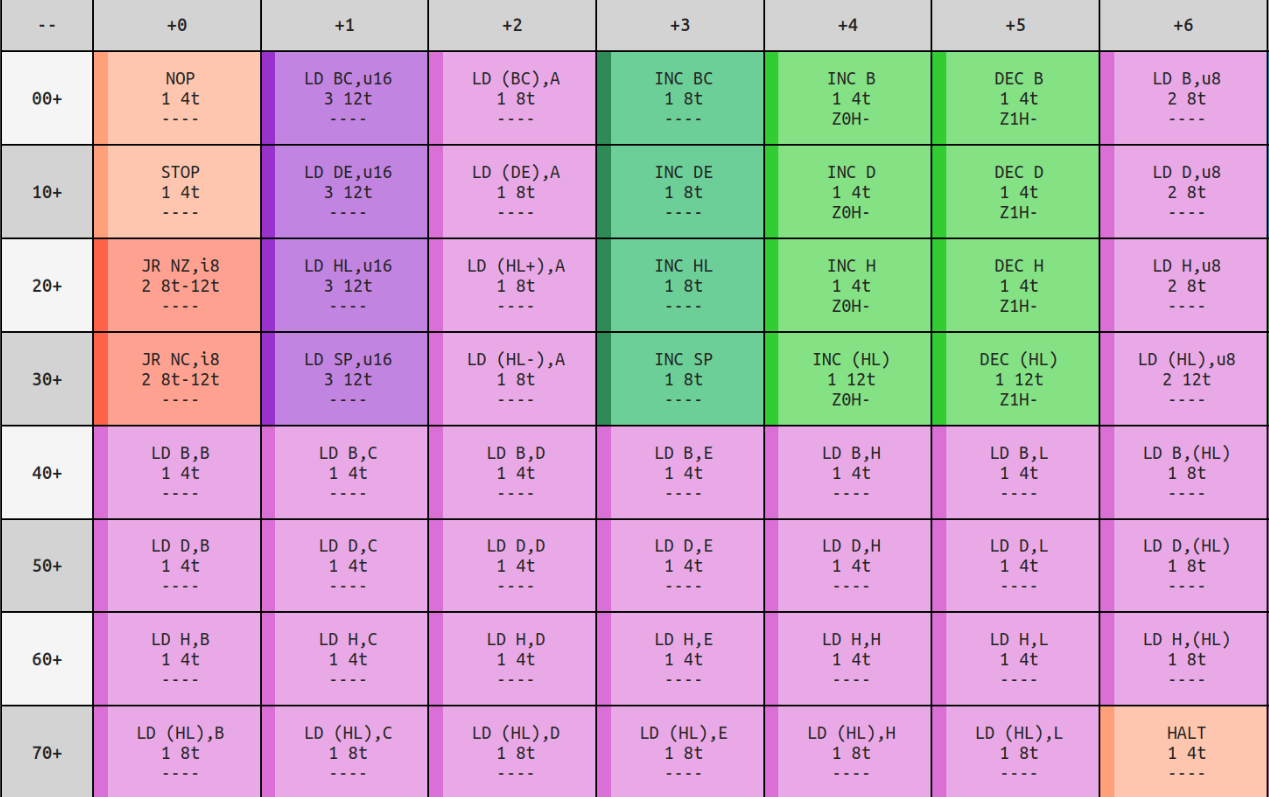 -- +0 +1 +2 +3 +4 +5 +6
NOP LD BC,u16 LD (BC),A INC BC INC B DEC B LD B,u8
00+ 1 4t 3 12t 1 8t 1 8t 1 4t 1 4t 2 8t
---- ---- ---- ---- Z0H- Z1H- ----
STOP LD DE,u16 LD (DE),A INC DE INC D DEC D LD D,u8
10+ 1 4t 3 12t 1 8t 1 8t 1 4t 1 4t 2 8t
---- ---- ---- ---- Z0H- Z1H- ----
JR NZ,i8 LD HL,u16 LD (HL+),A INC HL INC H DEC H LD H,u8
20+ 2 8t-12t 3 12t 1 8t 1 8t 1 4t 1 4t 2 8t
---- ---- ---- ---- Z0H- Z1H- ----
JR NC,i8 LD SP,u16 LD (HL-),A INC SP INC (HL) DEC (HL) LD (HL),u8
30+ 2 8t-12t 3 12t 1 8t 1 8t 1 12t 1 12t 2 12t
---- ---- ---- ---- Z0H- Z1H- ----
LD B,B LD B,C LD B,D LD B,E LD B,H LD B,L LD B,(HL)
40+ 1 4t 1 4t 1 4t 1 4t 1 4t 1 4t 1 8t
---- ---- ---- ---- ---- ---- ----
LD D,B LD D,C LD D,D LD D,E LD D,H LD D,L LD D,(HL)
50+ 1 4t 1 4t 1 4t 1 4t 1 4t 1 4t 1 8t
---- ---- ---- ---- ---- ---- ----
LD H,B LD H,C LD H,D LD H,E LD H,H LD H,L LD H,(HL)
60+ 1 4t 1 4t 1 4t 1 4t 1 4t 1 4t 1 8t
---- ---- ---- ---- ---- ---- ----
LD (HL),B LD (HL),C LD (HL),D LD (HL),E LD (HL),H LD (HL),L HALT
70+ 1 8t 1 8t 1 8t 1 8t 1 8t 1 8t 1 4t
---- ---- ---- ---- ---- ---- ----